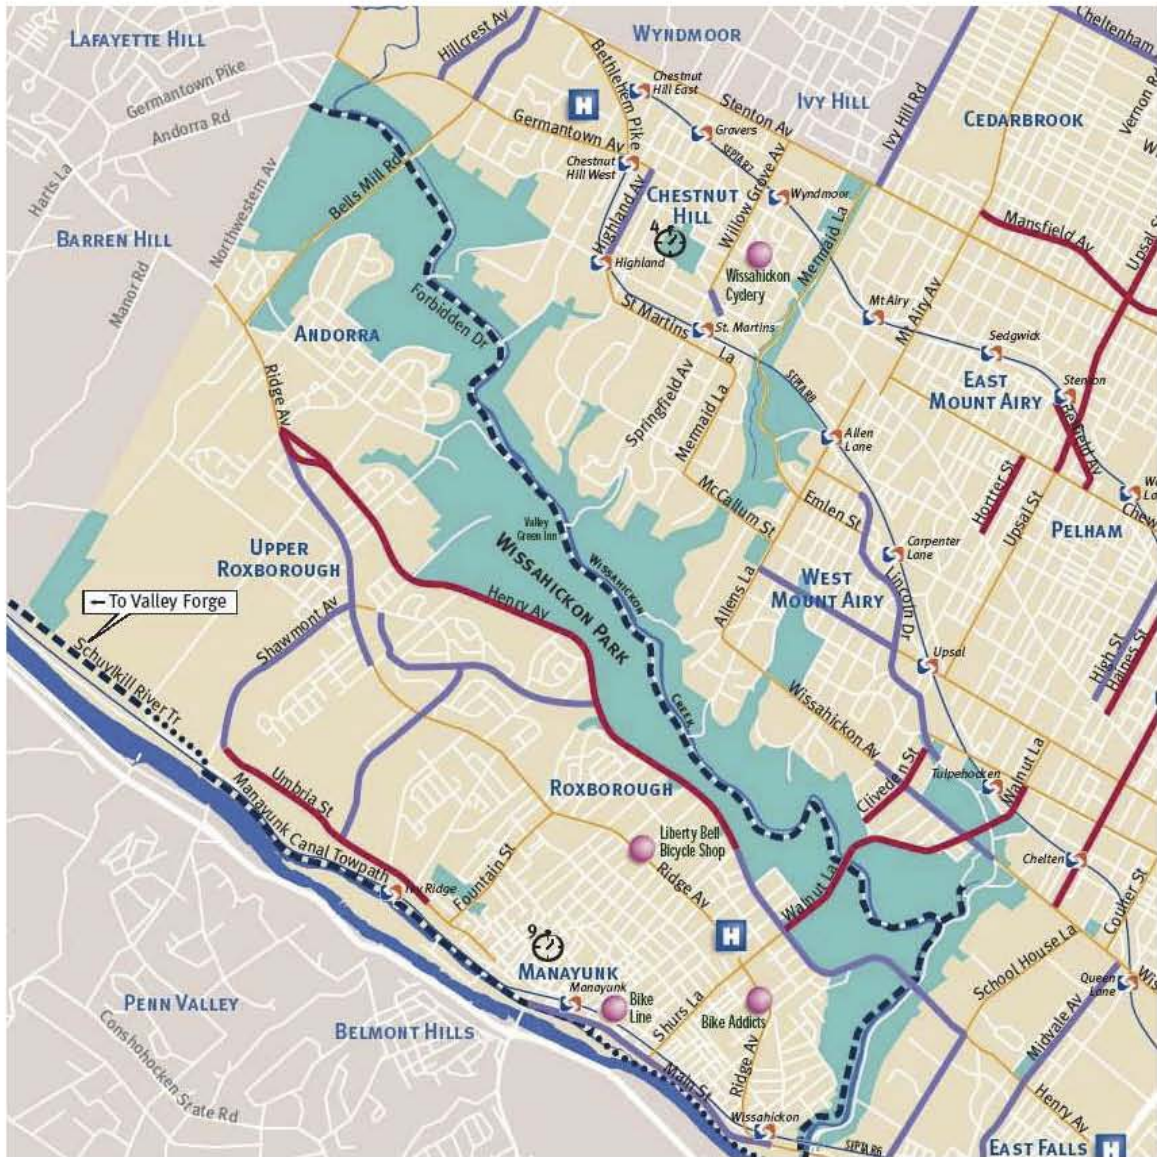 LAFAYETTE HILL
Germantown Pike
Andorra Rd
Harts La
BARREN HILL
Manor Rd
Northwestern Av
Hillcrest Av
Bethlehem Pike
WYNDMOOR
Chestnut
Hill East
H
Germantown Av
Stenton Av
IVY HILL
Ivy Hill Rd
Cheltenham
Vernon Rd
CEDARBROOK
Gravers
SEPTA R7
Chestnut
Hill West
Bells Mill Rd
Highland Av
CHESTNUT
HILL
4
Willow Grove Av
Wyndmoor
Mermaid La
Mansfield Av
Upsal S
Highland
Wissahickon
Cyclery
Forbidden Dr
ANDORRA
St Martins
La
St. Martins
Mt Airy
Mt Airy Av
Sedgwick
EAST
MOUNT AIRY
Stenton
Ridge Av
Springfield Av
Mermaid La
SEPTA R8
Allen
Lane
McCallum St
Emlen St
Hortter St
Upsal St
PELHAM
Valley
Green Inn
WISSAHICKON PARK
WISSAHICKON
CREEK
Carpenter
Lane
UPPER
ROXBOROUGH
Henry Av
Allens La
WEST
MOUNT AIRY
Lincoln Dr
To Valley Forge
Shawmont Av
Schuylkill River Tr
Upsal
High St
Haines St
Wissahickon Av
Cliveden St
Tulpehocken
Walnut La
Umbria St
Manayunk Canal Towpath
ROXBOROUGH
Liberty Bell
Bicycle Shop
Ridge Av
Ivy Ridge
Fountain St
Walnut La
Chelten
Coulter St
School House La
H
9
MANAYUNK
Manayunk
Bike
Line
Shurs La
Bike Addicts
Queen
Lane
Midvale Av
PENN VALLEY
BELMONT HILLS
Conshohocken State Rd
Main St
Ridge Av
Wissahickon
SEPTA R6
Henry Av
EAST FALLS
H